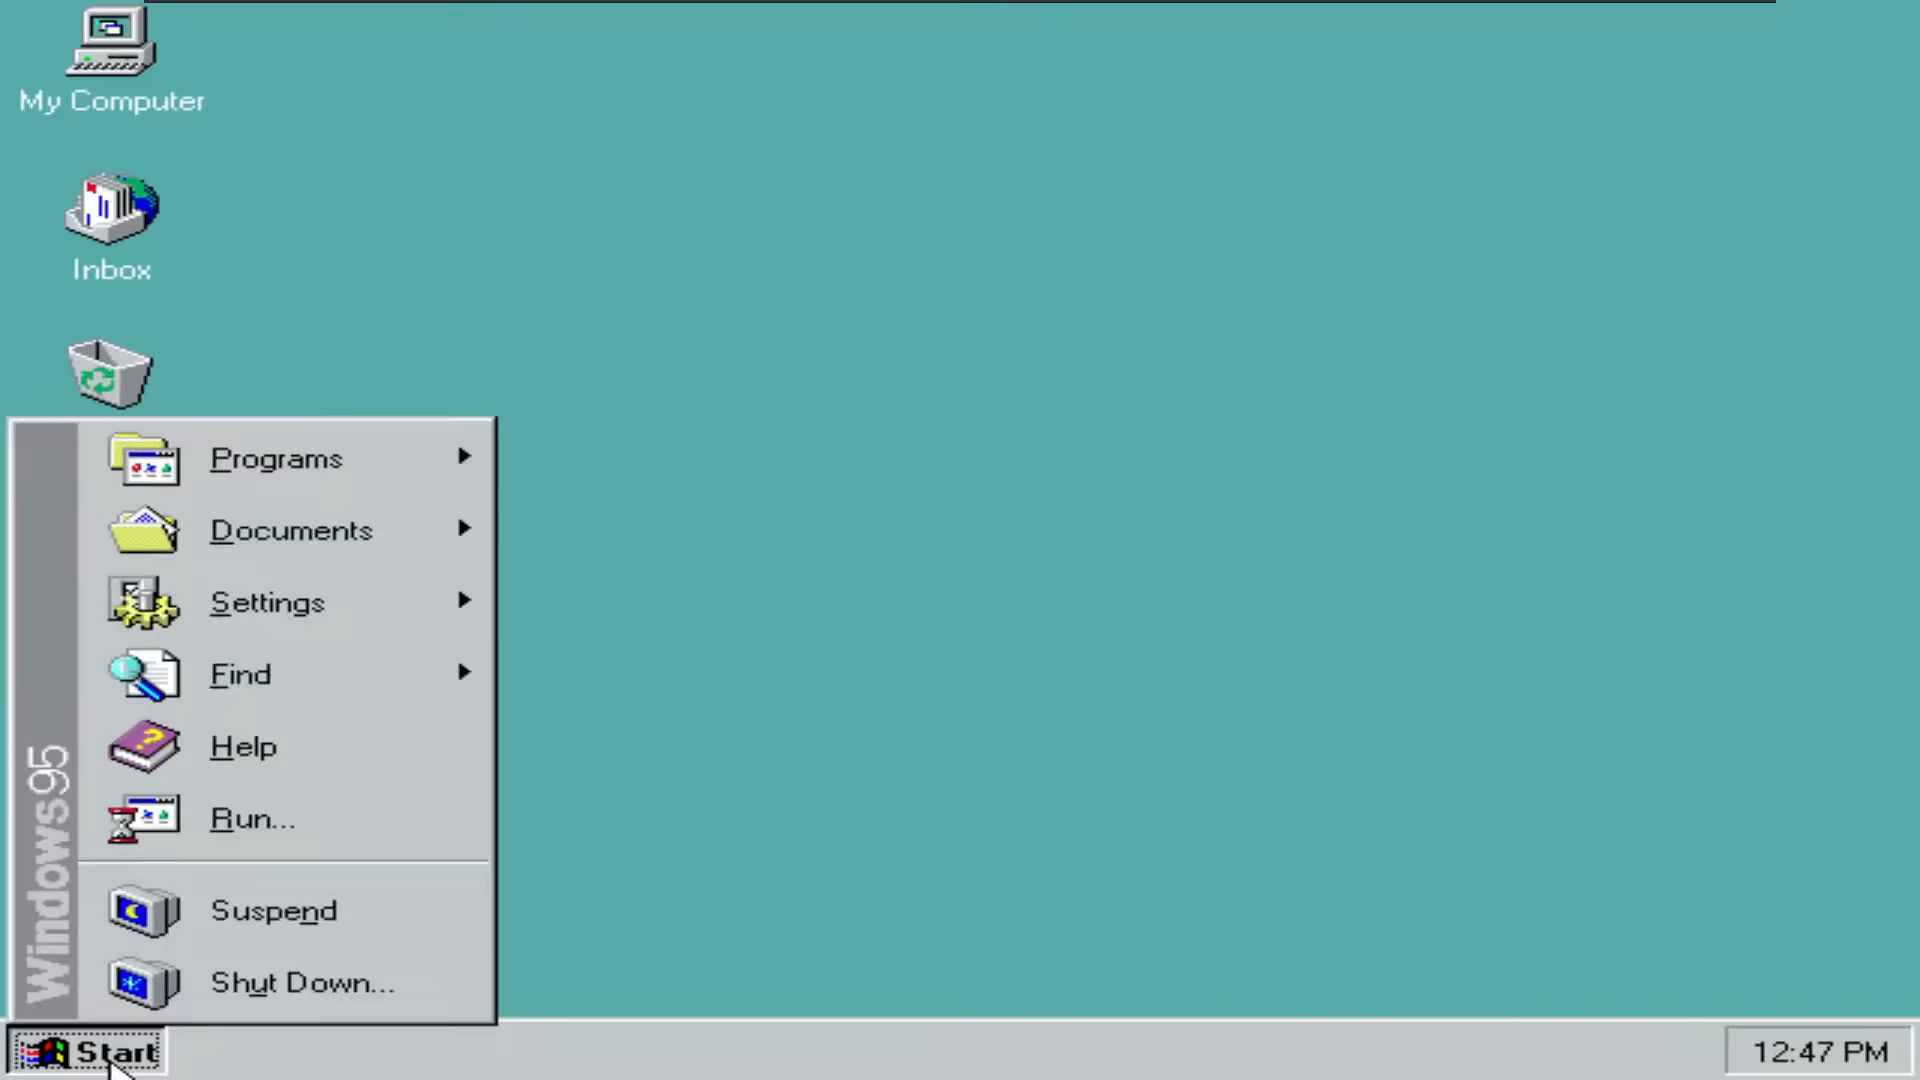 My Computer
Inbox
Programs
Documents
Settings
Find
Help
Run...
Suspend
Shut Down...
Windows95
Start
12:47 PM